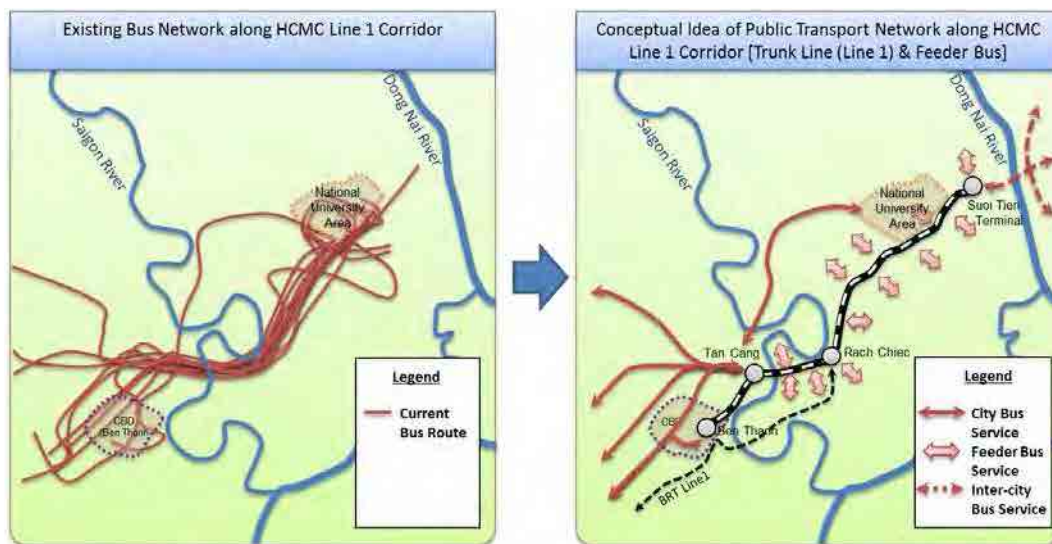 Existing Bus Network along HCMC Line 1 Corridor
Saigon River
Dong Nai River
National
University
Area
CBD
(Ben Thanh
Legend
Current
Bus Route
Conceptual Idea of Public Transport Network along HCMC
Line 1 Corridor [Trunk Line (Line 1) & Feeder Bus]
Saigon River
Dong Nai River
National
University
Area
Suoi Tien
Terminal
Tan Cang
Rach Chiec
Ben Thanh
BRT Line1
Legend
City Bus
Service
Feeder Bus
Service
Inter-city
Bus Service